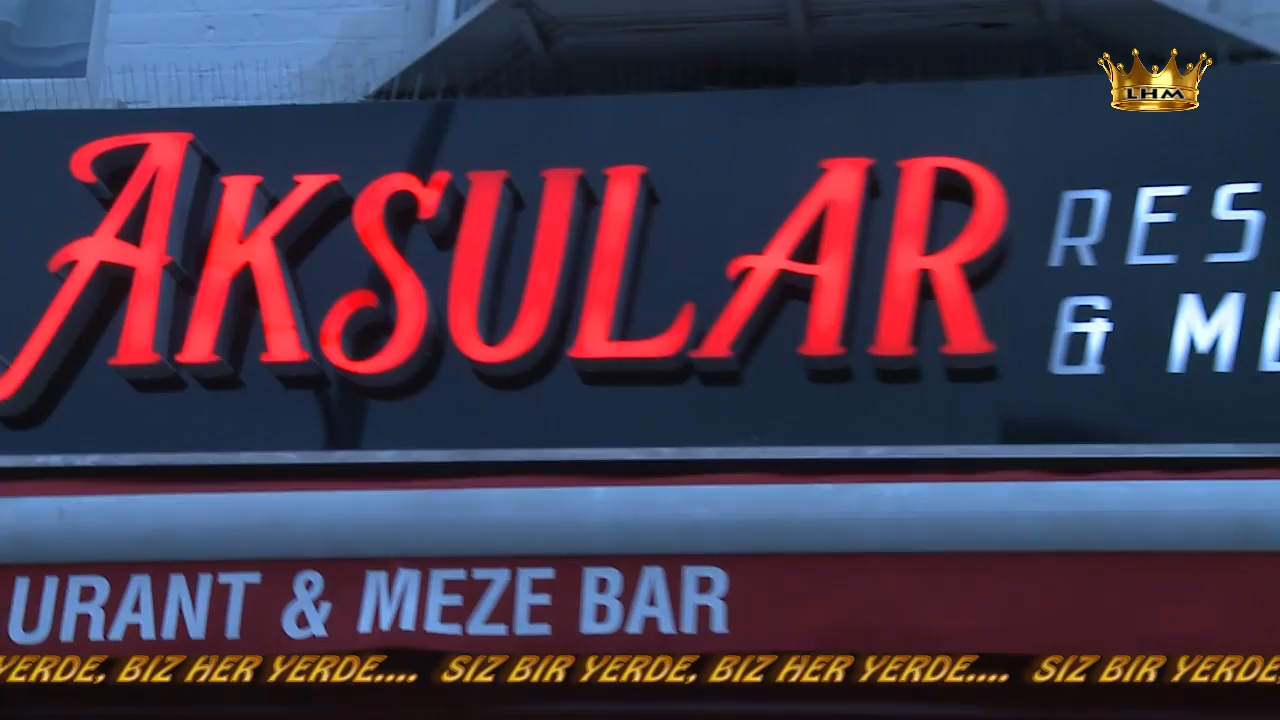 LHM
AKSULAR
RES
& ME
URANT & MEZE BAR
YERDE, BIZ HER YERDE.... SIZ BIR YERDE, BIZ HER YERDE.... SIZ BIR YERDE,